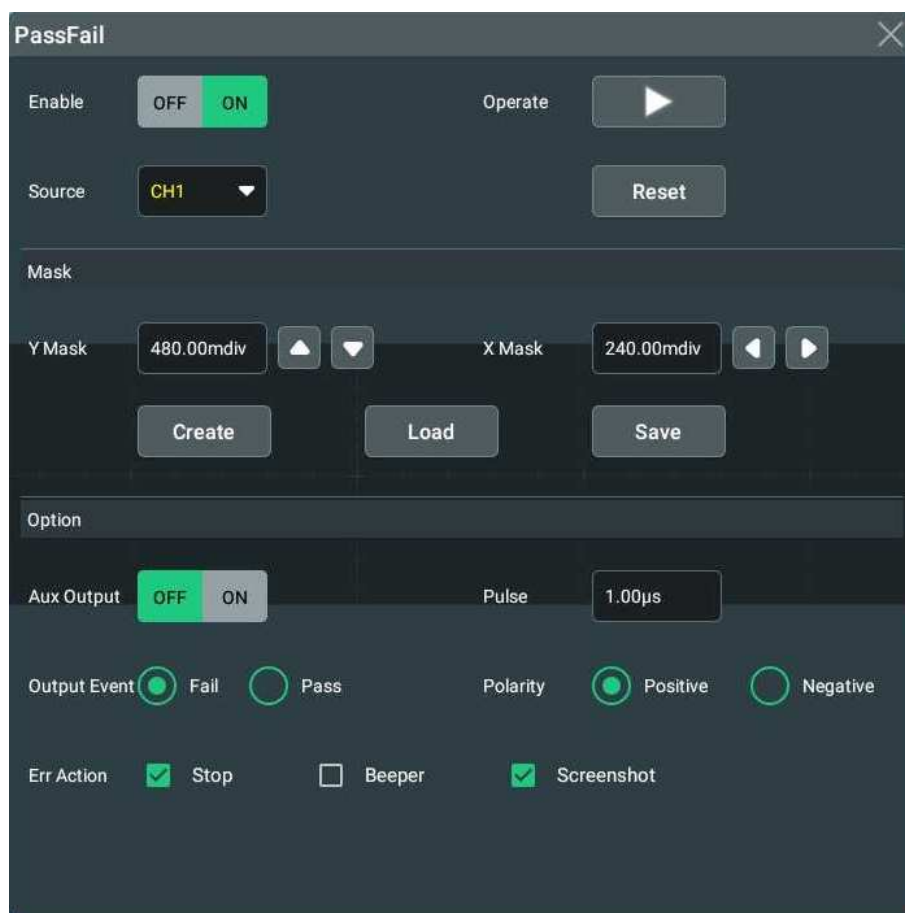 PassFail
Enable OFF ON Operate
Source CH1 Reset
Mask
Y Mask 480.00mdiv X Mask 240.00mdiv
Create Load Save
Option
Aux Output OFF ON Pulse 1.00µs
Output Event Fail Pass Polarity Positive Negative
Err Action Stop Beeper Screenshot